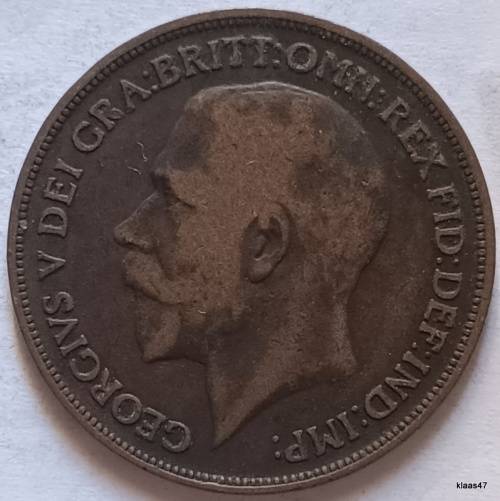 GEORGIVS V DEI GRA:BRITT:OMN:REX FID:DEF:IND:IMP:
klaas47